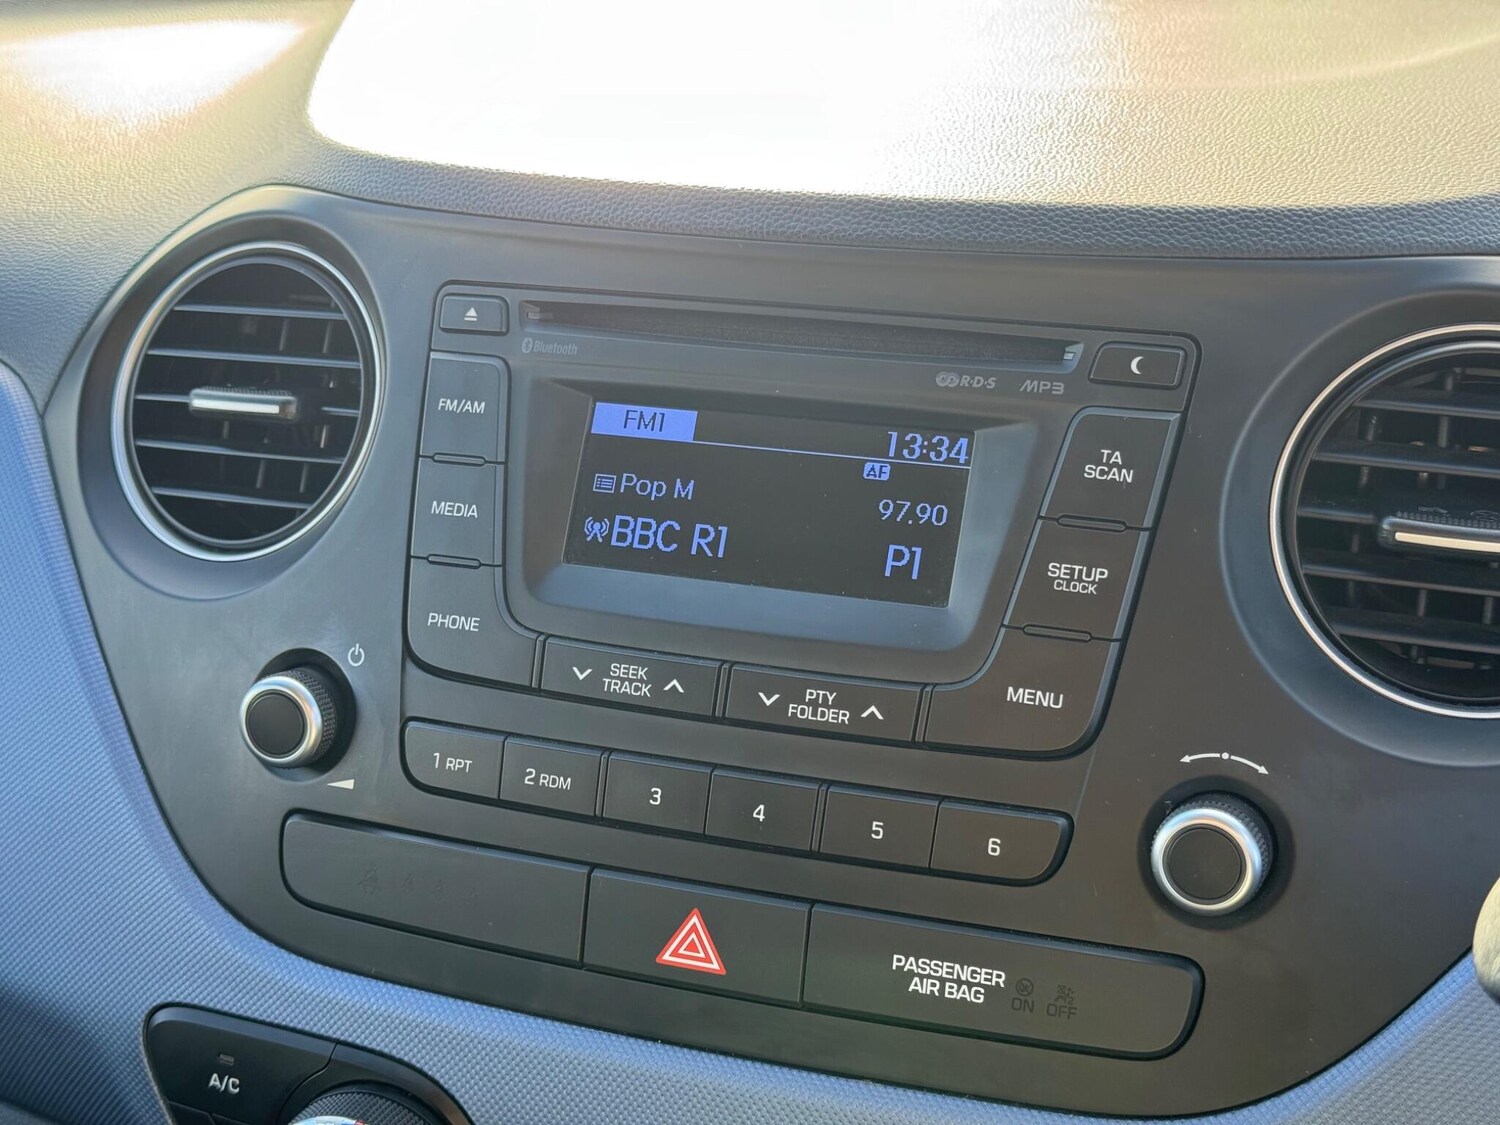 Bluetooth
R·D·S MP3
FM/AM
MEDIA
PHONE
FM1
13:34
AF
Pop M
97.90
BBC R1
P1
TA
SCAN
SETUP
CLOCK
MENU
SEEK
TRACK
PTY
FOLDER
1 RPT
2 RDM
3
4
5
6
PASSENGER
AIR BAG
ON
OFF
A/C